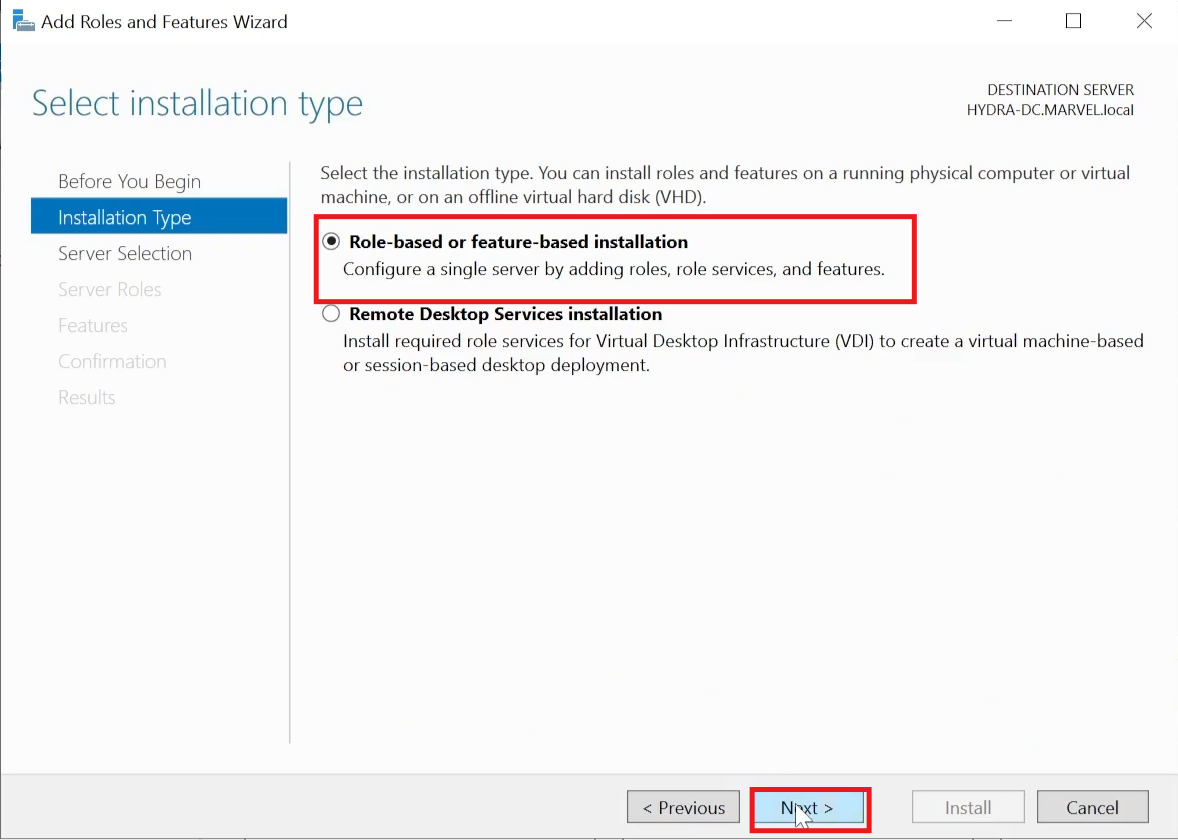 Add Roles and Features Wizard
Select installation type
DESTINATION SERVER
HYDRA-DC.MARVEL.local
Before You Begin
Installation Type
Server Selection
Server Roles
Features
Confirmation
Results
Select the installation type. You can install roles and features on a running physical computer or virtual
machine, or on an offline virtual hard disk (VHD).
Role-based or feature-based installation
Configure a single server by adding roles, role services, and features.
Remote Desktop Services installation
Install required role services for Virtual Desktop Infrastructure (VDI) to create a virtual machine-based
or session-based desktop deployment.
< Previous
Next >
Install
Cancel